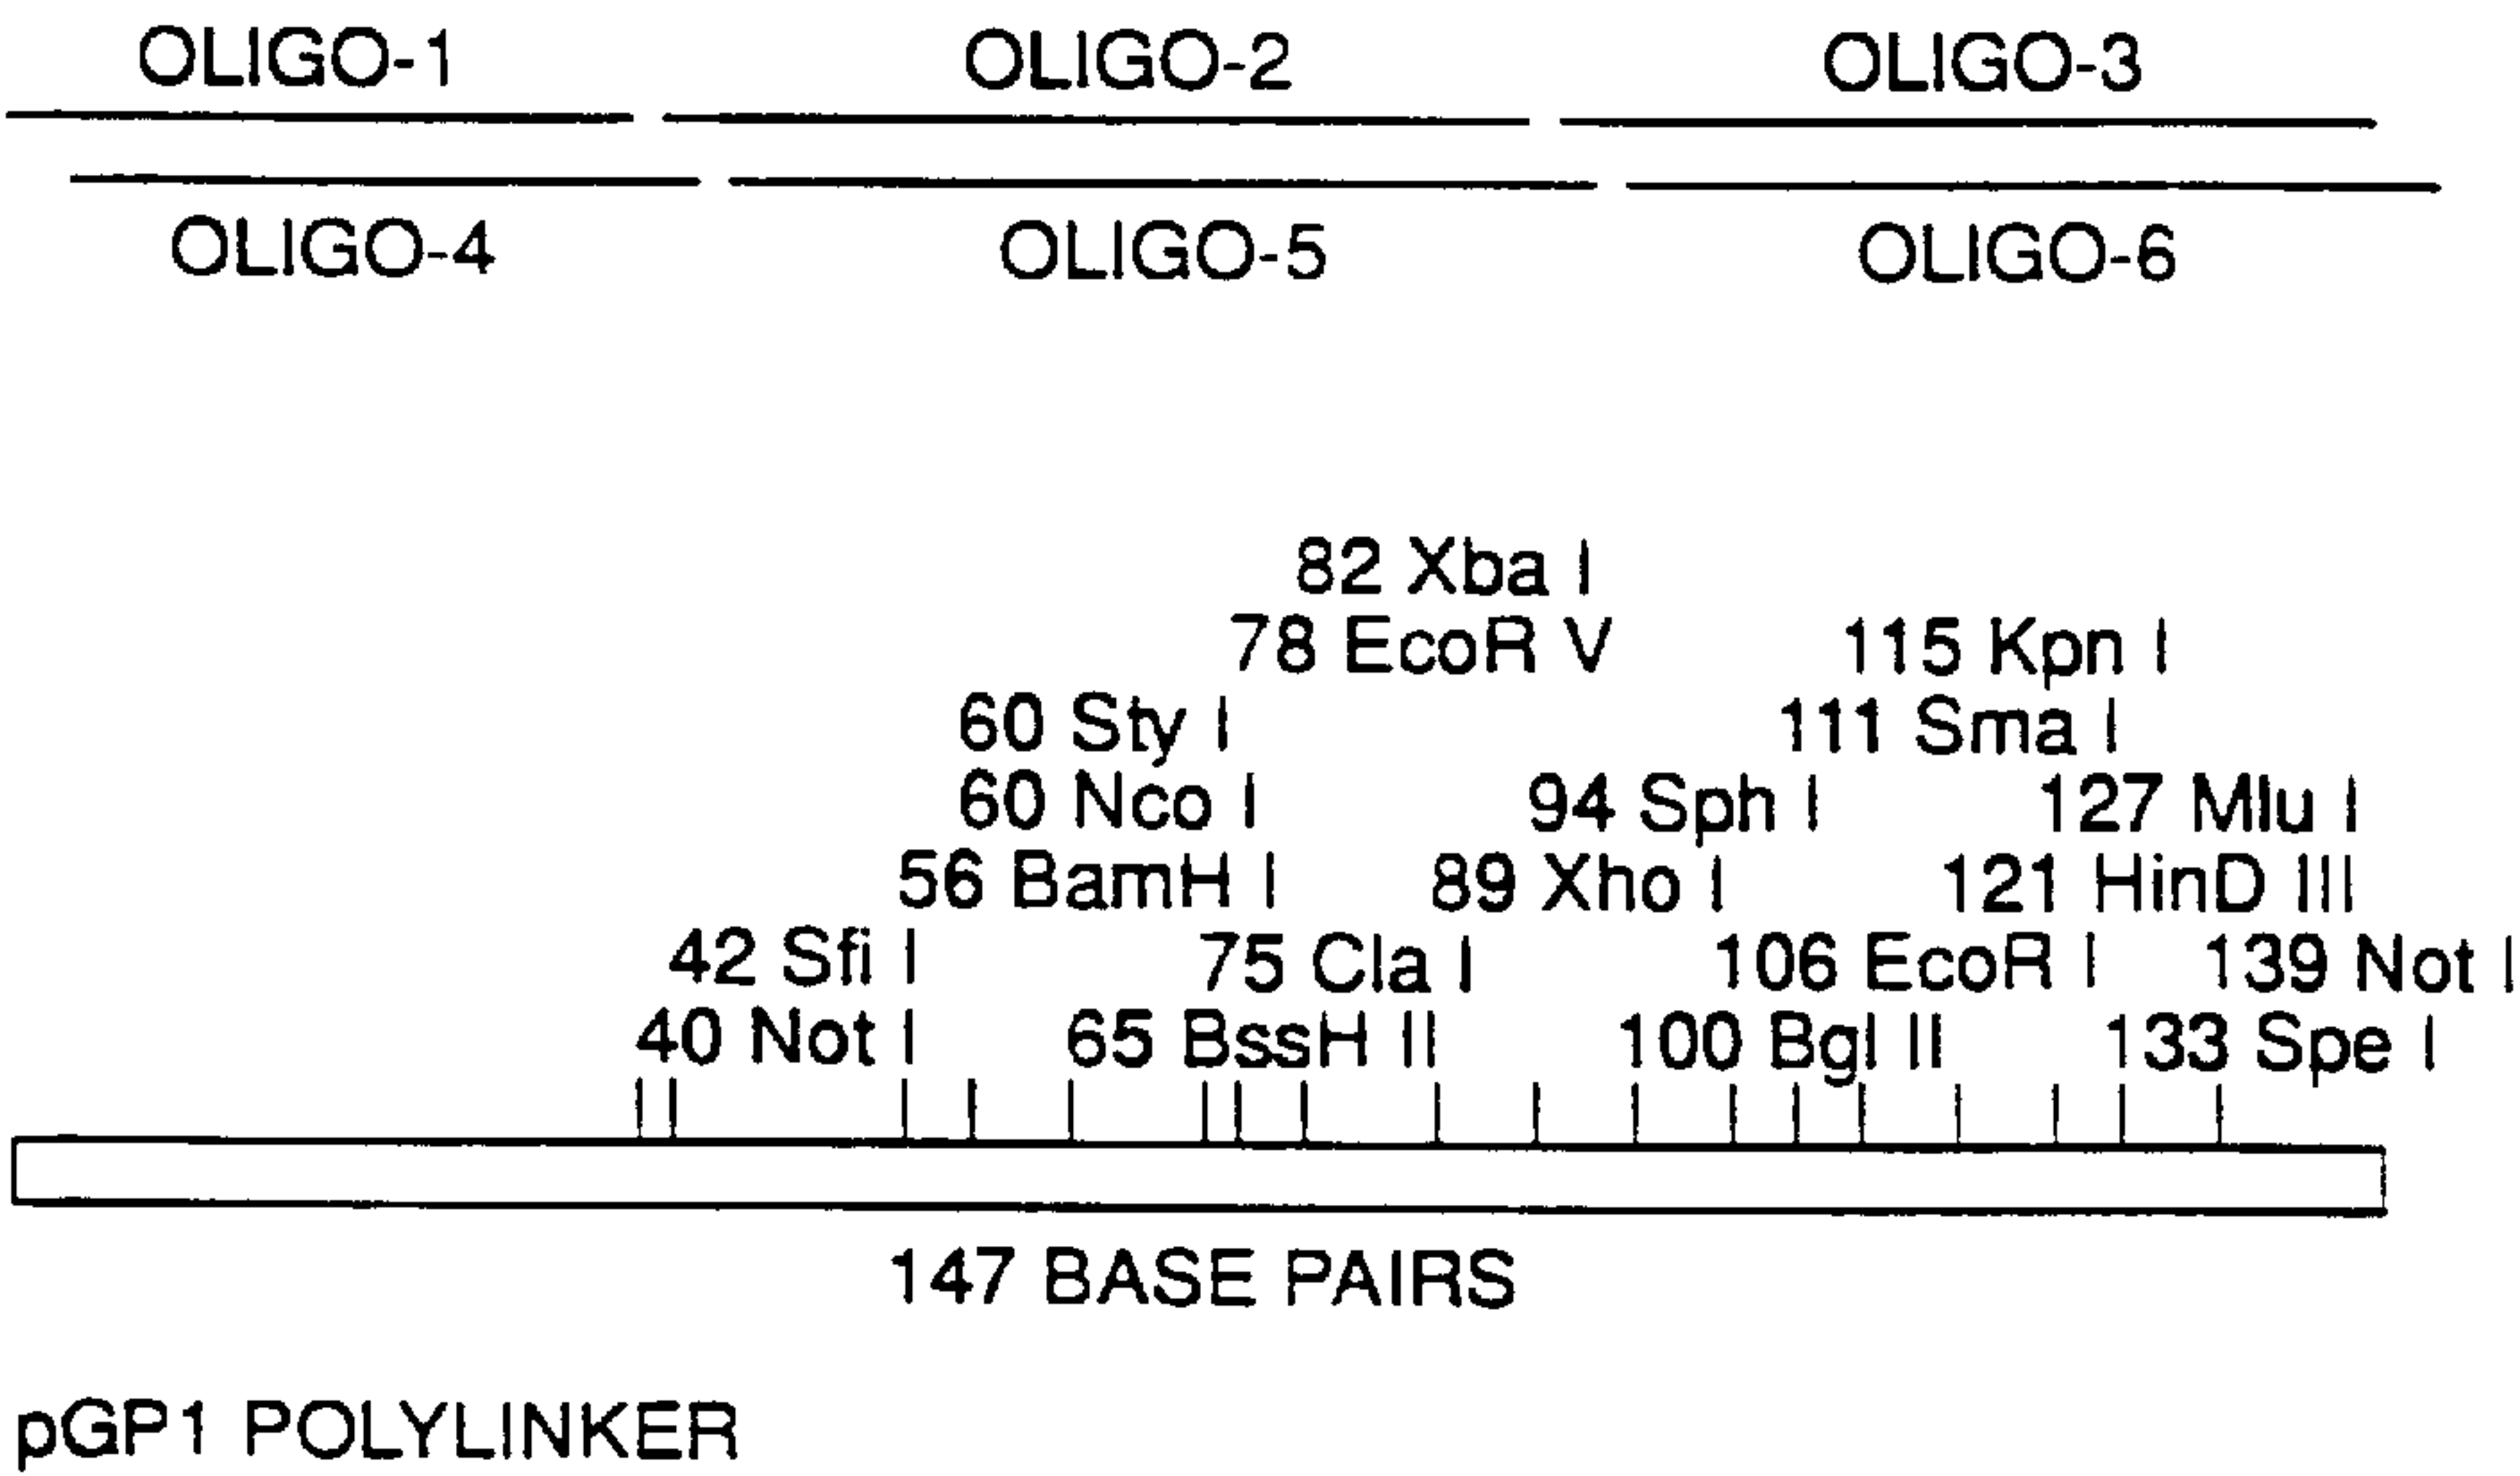 OLIGO-1 OLIGO-2 OLIGO-3
OLIGO-4 OLIGO-5 OLIGO-6
82 Xba I
78 EcoR V 115 Kpn I
60 Sty I 111 Sma I
60 Nco I 94 Sph I 127 Mlu I
56 BamH I 89 Xho I 121 HinD III
42 Sfi I 75 Cla I 106 EcoR I 139 Not I
40 Not I 65 BssH II 100 Bgl II 133 Spe I
147 BASE PAIRS
pGP1 POLYLINKER